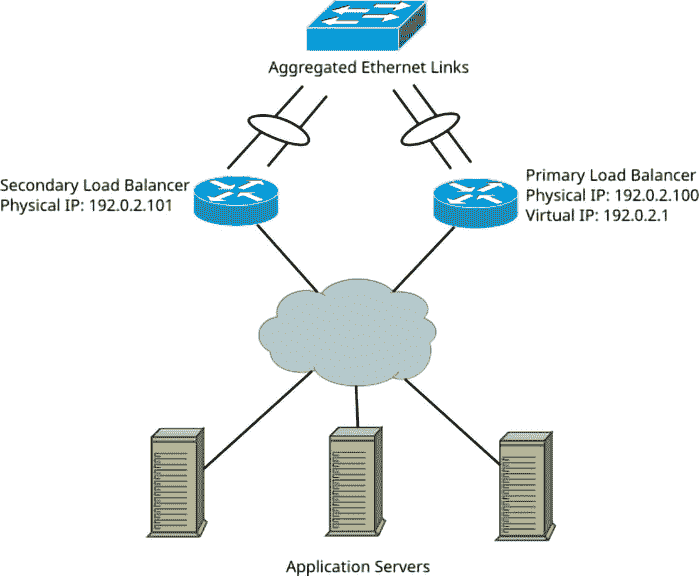 Aggregated Ethernet Links
Secondary Load Balancer
Physical IP: 192.0.2.101
Primary Load Balancer
Physical IP: 192.0.2.100
Virtual IP: 192.0.2.1
Application Servers